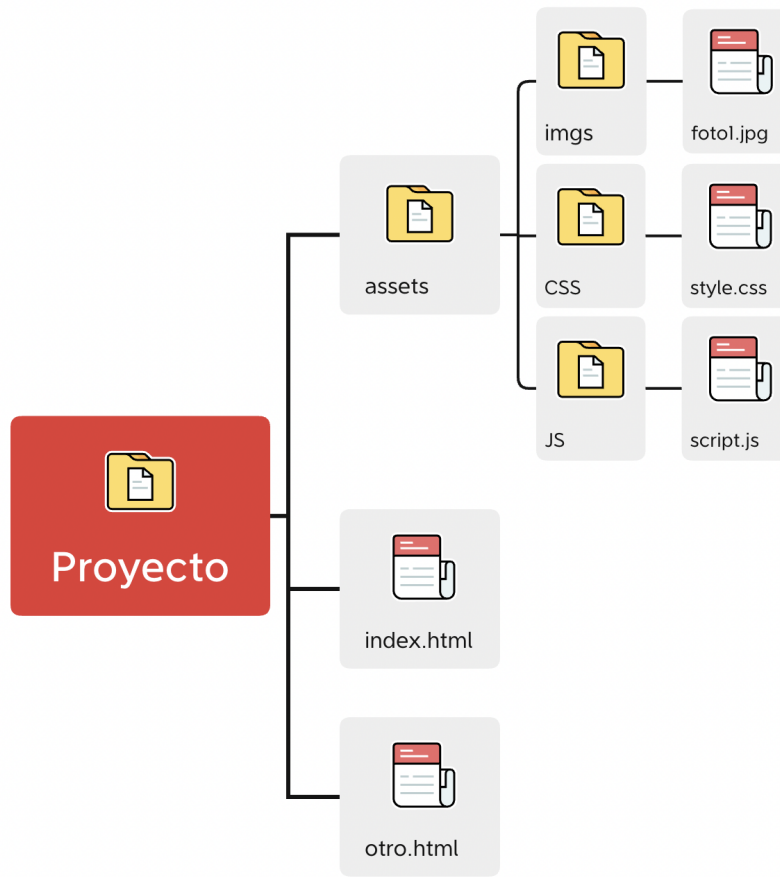 imgs
foto1.jpg
assets
CSS
style.css
JS
script.js
Proyecto
index.html
otro.html